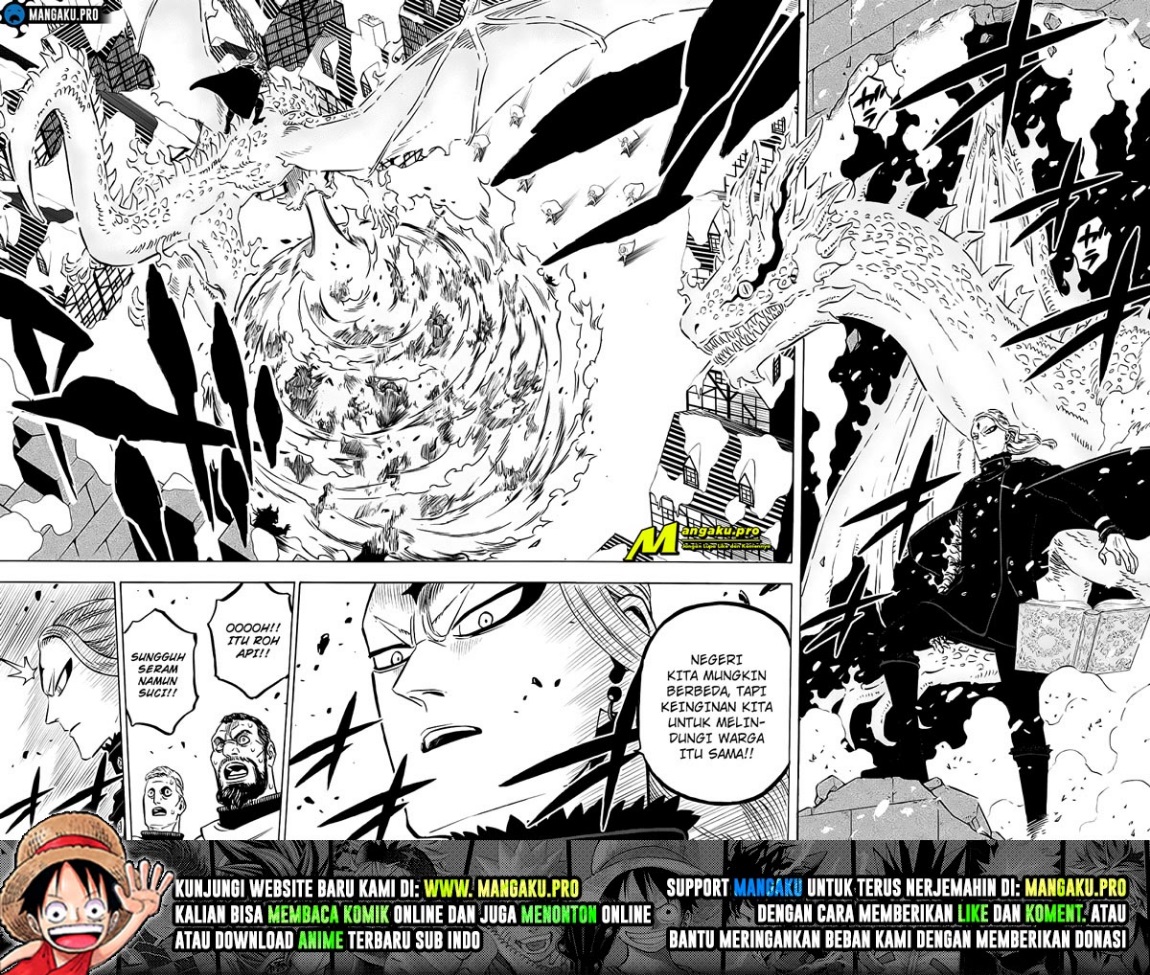 MANGAKU.PRO
NEGERI
KITA MUNGKIN
BERBEDA, TAPI
KEINGINAN KITA
UNTUK MELIN-
DUNGI WARGA
ITU SAMA!!
OOOOH!!
ITU ROH
API!!
SUNGGUH
SERAM
NAMUN
SUCI!!
Mangaku.pro
KUNJUNGI WEBSITE BARU KAMI DI: WWW. MANGAKU.PRO
KALIAN BISA MEMBACA KOMIK ONLINE DAN JUGA MENONTON ONLINE
ATAU DOWNLOAD ANIME TERBARU SUB INDO
SUPPORT MANGAKU UNTUK TERUS NERJEMAHIN DI: MANGAKU.PRO
DENGAN CARA MEMBERIKAN LIKE DAN KOMENT. ATAU
BANTU MERINGANKAN BEBAN KAMI DENGAN MEMBERIKAN DONASI